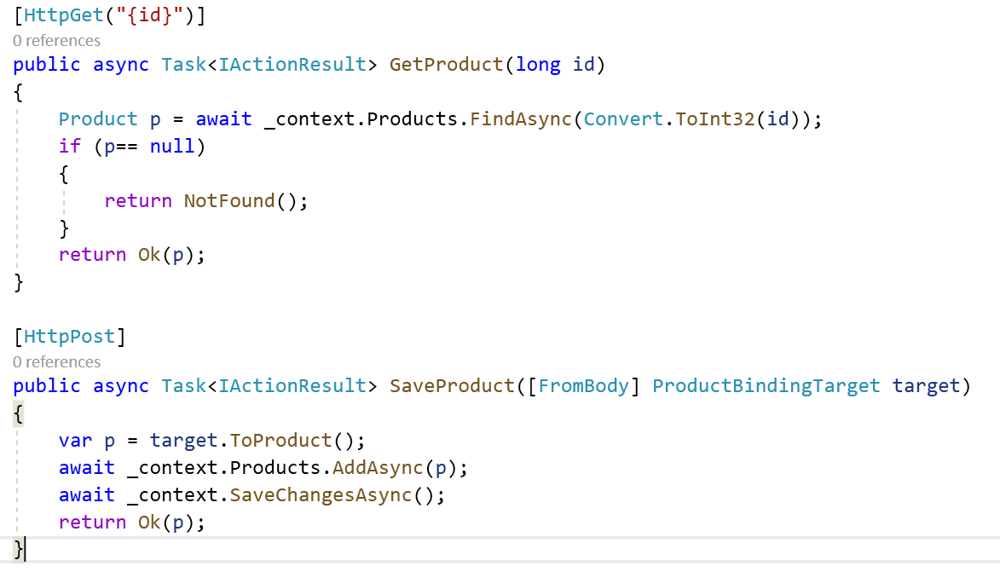 [HttpGet("{id}")]
0 references
public async Task<IActionResult> GetProduct(long id)
{
    Product p = await _context.Products.FindAsync(Convert.ToInt32(id));
    if (p== null)
    {
        return NotFound();
    }
    return Ok(p);
}

[HttpPost]
0 references
public async Task<IActionResult> SaveProduct([FromBody] ProductBindingTarget target)
{
    var p = target.ToProduct();
    await _context.Products.AddAsync(p);
    await _context.SaveChangesAsync();
    return Ok(p);
}